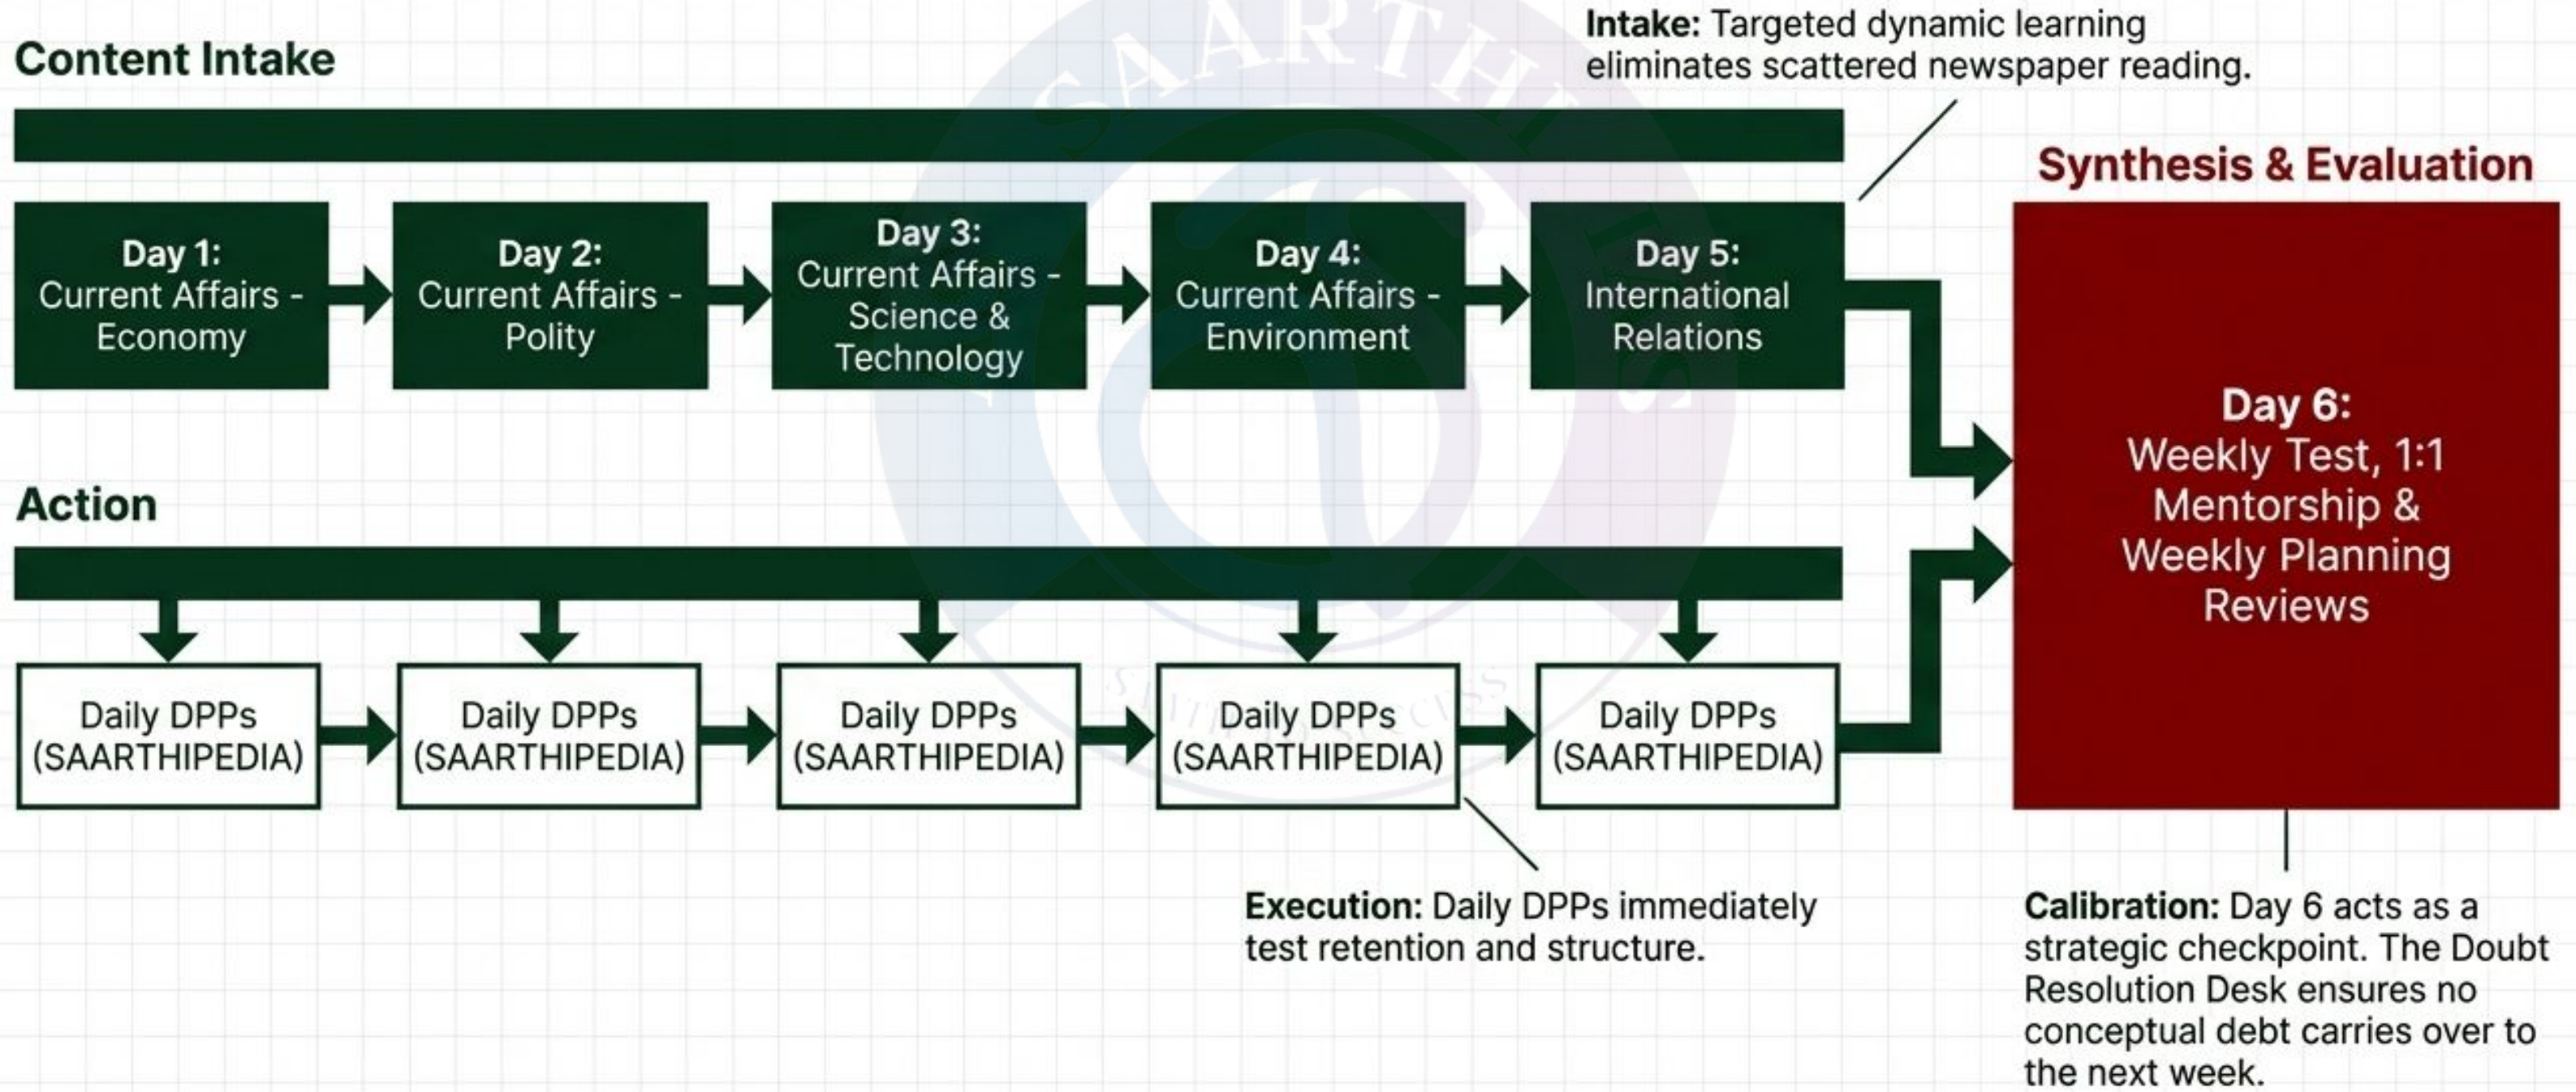 Content Intake
Intake: Targeted dynamic learning
eliminates scattered newspaper reading.
Day 1:
Current Affairs -
Economy
Day 2:
Current Affairs -
Polity
Day 3:
Current Affairs -
Science &
Technology
Day 4:
Current Affairs -
Environment
Day 5:
International
Relations
Synthesis & Evaluation
Day 6:
Weekly Test, 1:1
Mentorship &
Weekly Planning
Reviews
Action
Daily DPPs
(SAARTHIPEDIA)
Daily DPPs
(SAARTHIPEDIA)
Daily DPPs
(SAARTHIPEDIA)
Daily DPPs
(SAARTHIPEDIA)
Daily DPPs
(SAARTHIPEDIA)
Execution: Daily DPPs immediately
test retention and structure.
Calibration: Day 6 acts as a
strategic checkpoint. The Doubt
Resolution Desk ensures no
conceptual debt carries over to
the next week.
SAARTHI